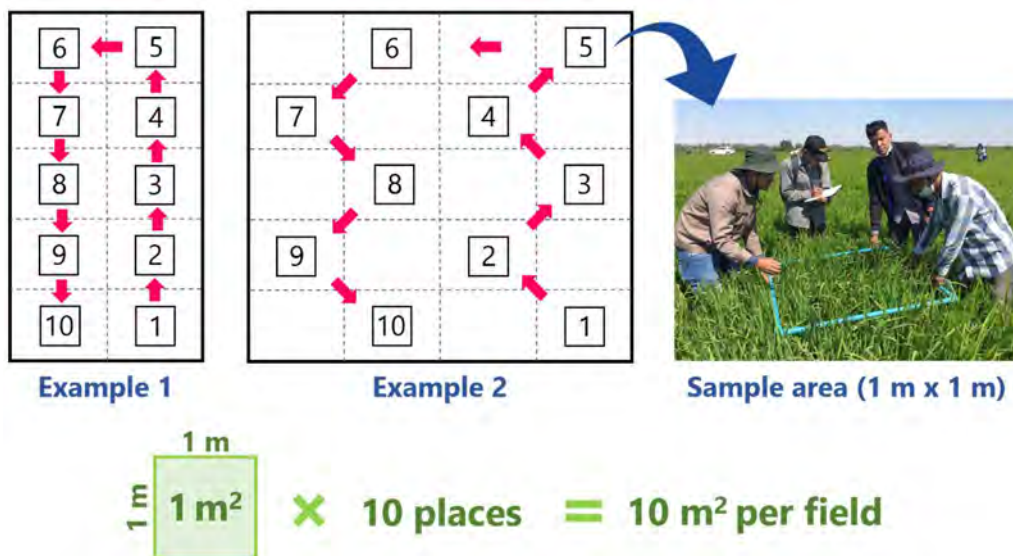 6 5
7 4
8 3
9 2
10 1
Example 1
6 5
7 4
8 3
9 2
10 1
Example 2
Sample area (1 m x 1 m)
1 m
1 m
1 m² × 10 places = 10 m² per field